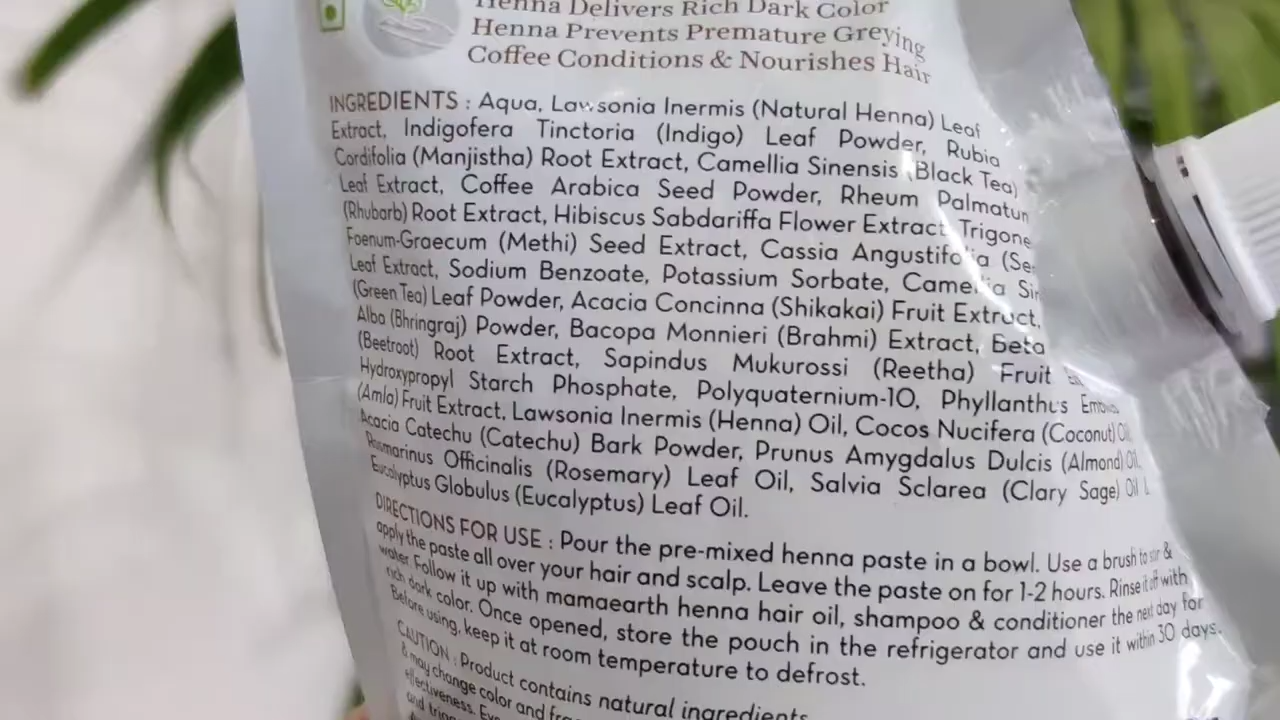 Henna Delivers Rich Dark Color
Henna Prevents Premature Greying
Coffee Conditions & Nourishes Hair
INGREDIENTS : Aqua, Lawsonia Inermis (Natural Henna) Leaf
Extract, Indigofera Tinctoria (Indigo) Leaf Powder, Rubia
Cordifolia (Manjistha) Root Extract, Camellia Sinensis (Black Tea)
Leaf Extract, Coffee Arabica Seed Powder, Rheum Palmatum
(Rhubarb) Root Extract, Hibiscus Sabdariffa Flower Extract, Trigone
Foenum-Graecum (Methi) Seed Extract, Cassia Angustifolia (Se
Leaf Extract, Sodium Benzoate, Potassium Sorbate, Camellia Sin
(Green Tea) Leaf Powder, Acacia Concinna (Shikakai) Fruit Extract,
Alba (Bhringraj) Powder, Bacopa Monnieri (Brahmi) Extract, Beta
(Beetroot) Root Extract, Sapindus Mukurossi (Reetha) Fruit
Hydroxypropyl Starch Phosphate, Polyquaternium-10, Phyllanthus
(Amla) Fruit Extract, Lawsonia Inermis (Henna) Oil, Cocos Nucifera (Coconut) Oil,
Acacia Catechu (Catechu) Bark Powder, Prunus Amygdalus Dulcis (Almond) Oil,
Rosmarinus Officinalis (Rosemary) Leaf Oil, Salvia Sclarea (Clary Sage) Oil
Eucalyptus Globulus (Eucalyptus) Leaf Oil.
DIRECTIONS FOR USE : Pour the pre-mixed henna paste in a bowl. Use a brush to stir &
apply the paste all over your hair and scalp. Leave the paste on for 1-2 hours. Rinse it off with
water. Follow it up with mamaearth henna hair oil, shampoo & conditioner the next day for
rich dark color. Once opened, store the pouch in the refrigerator and use it within 30 days.
Before using, keep it at room temperature to defrost.
CAUTION : Product contains natural ingredients
& may change color and
effectiveness.